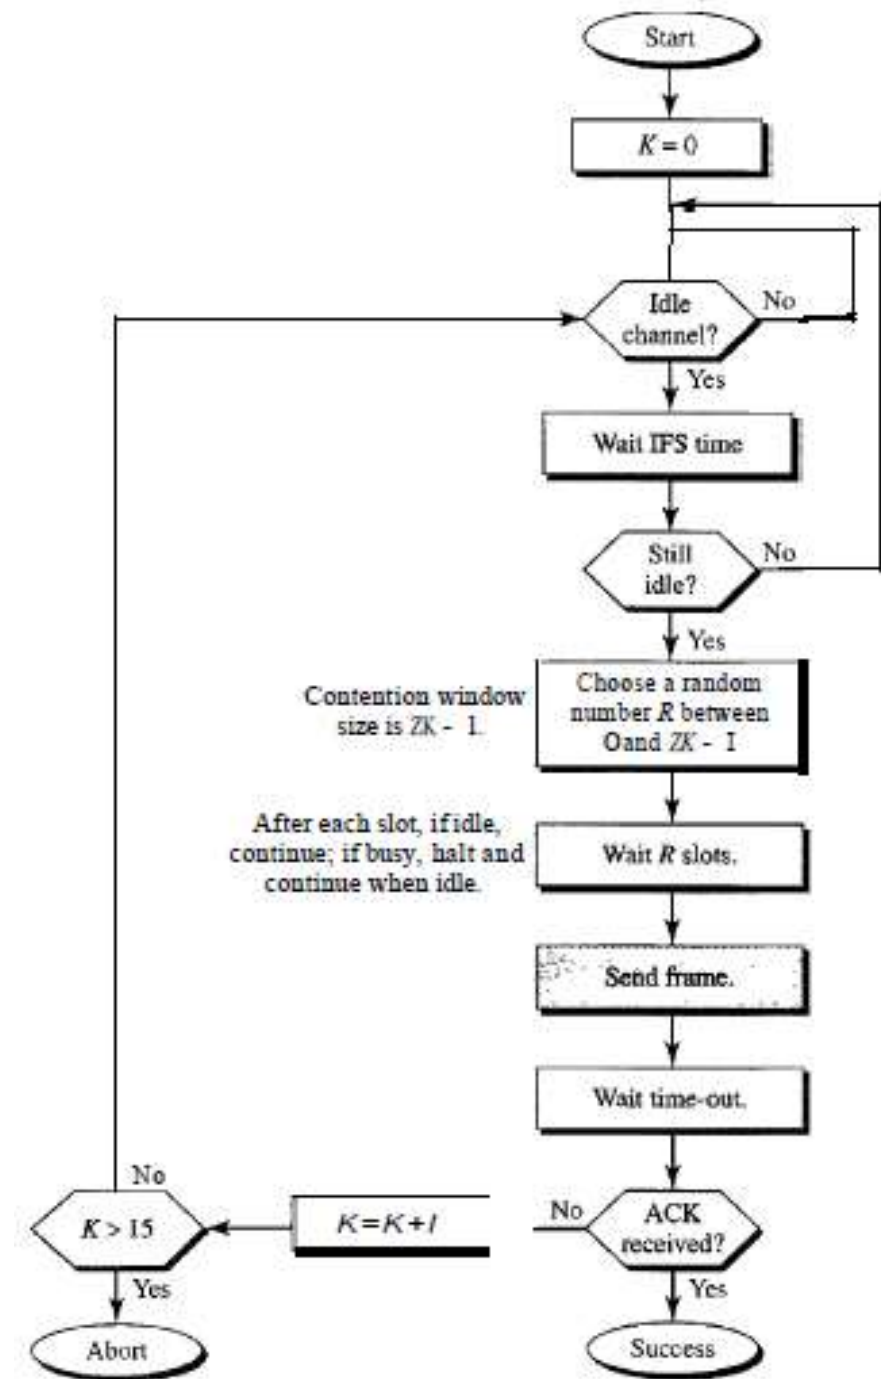 Start
K = 0
Idle
channel?
No
Yes
Wait IFS time
Still
idle?
No
Yes
Contention window
size is ZK - 1.
Choose a random
number R between
Oand ZK - I
After each slot, if idle,
continue; if busy, halt and
continue when idle.
Wait R slots.
Send frame.
Wait time-out.
No
K > 15
K=K+l
No
ACK
received?
Yes
Yes
Abort
Success